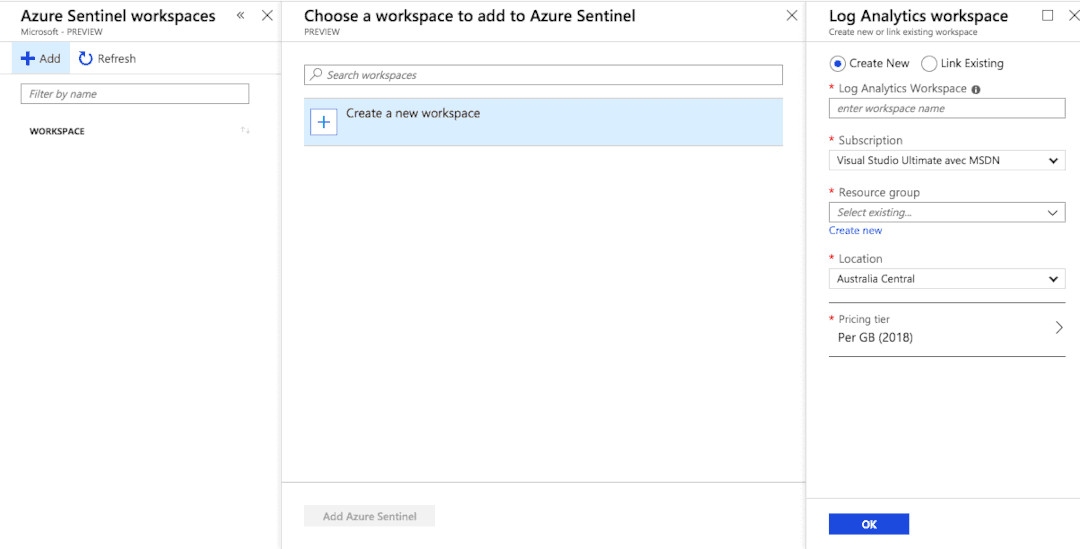 Azure Sentinel workspaces
Microsoft - PREVIEW
Add
Refresh
Filter by name
WORKSPACE
Choose a workspace to add to Azure Sentinel
PREVIEW
Search workspaces
Create a new workspace
Add Azure Sentinel
Log Analytics workspace
Create new or link existing workspace
Create New
Link Existing
* Log Analytics Workspace
enter workspace name
* Subscription
Visual Studio Ultimate avec MSDN
* Resource group
Select existing...
Create new
* Location
Australia Central
* Pricing tier
Per GB (2018)
OK